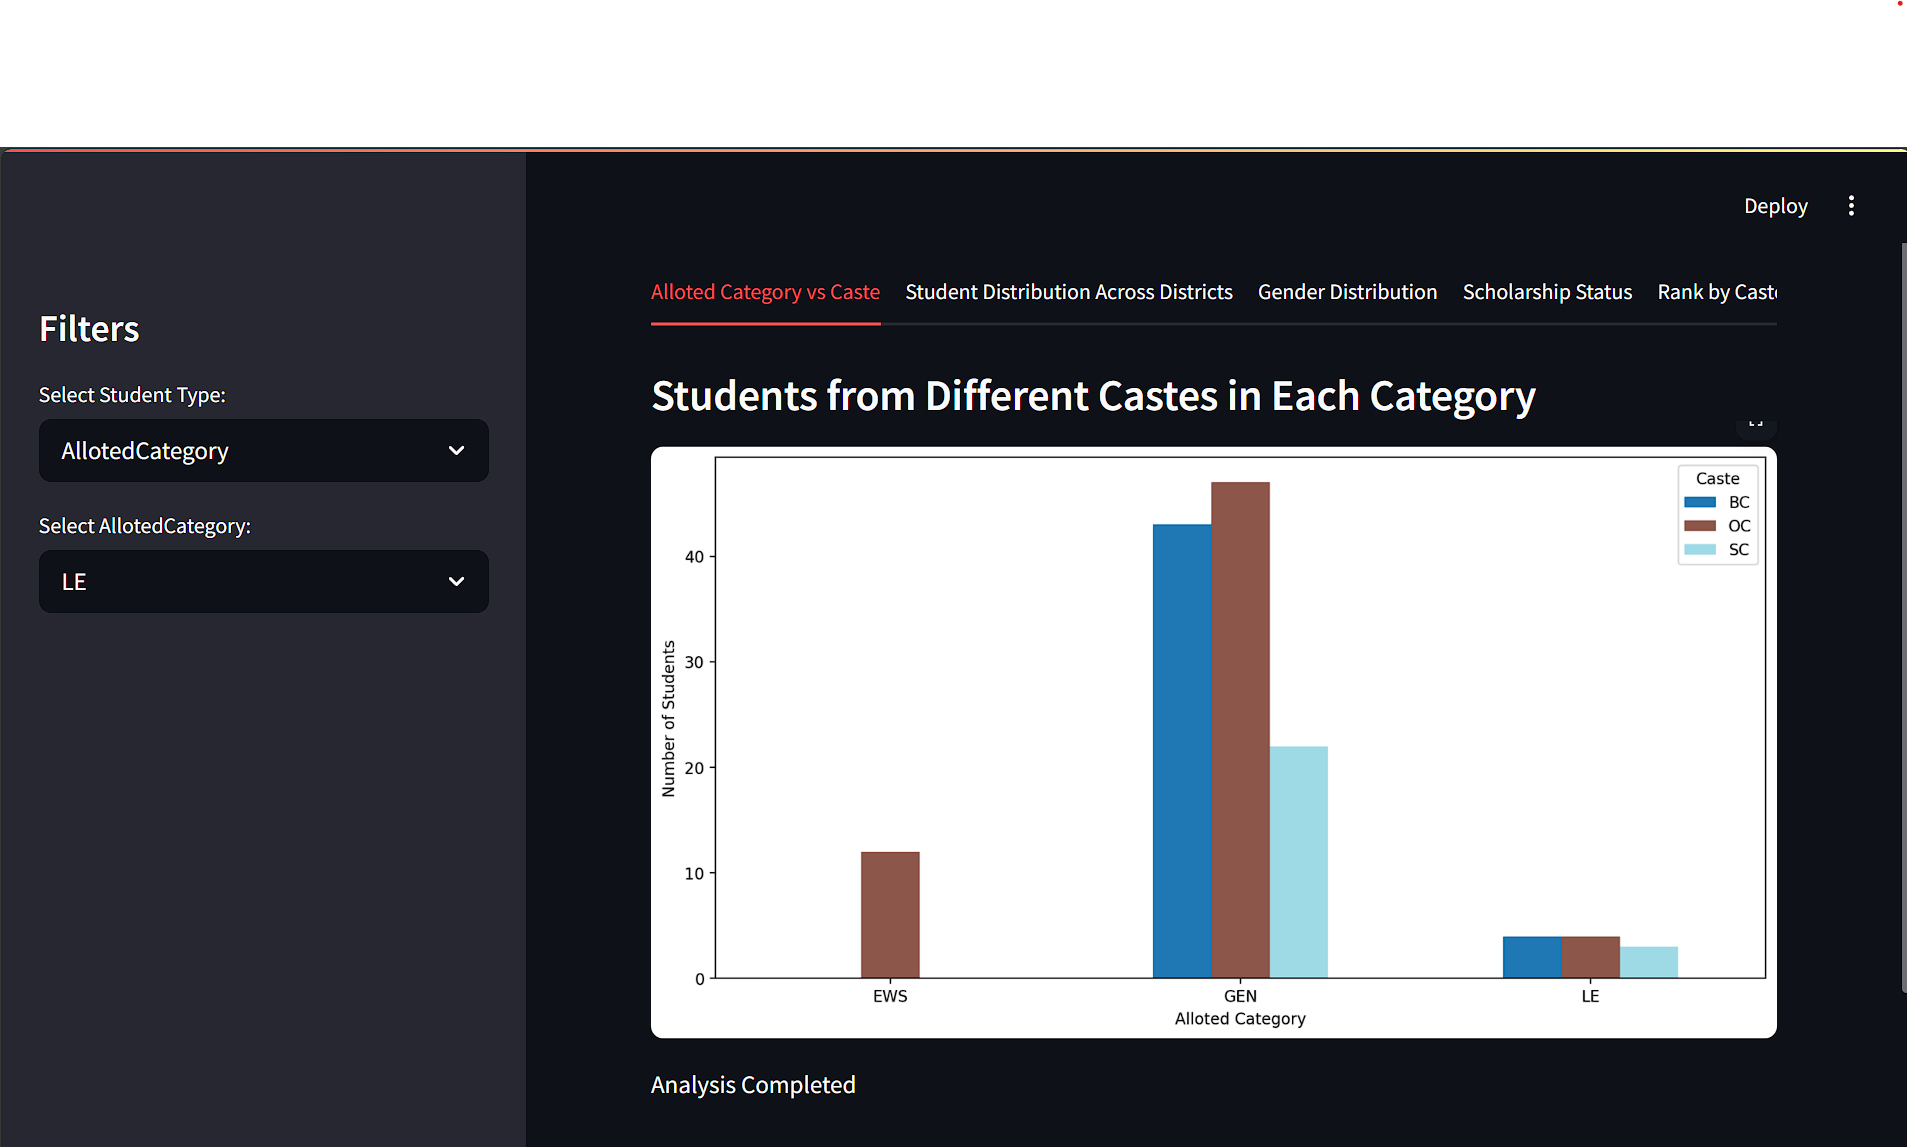 Deploy
Filters
Select Student Type:
AllotedCategory
Select AllotedCategory:
LE
Alloted Category vs Caste
Student Distribution Across Districts
Gender Distribution
Scholarship Status
Rank by Caste
Students from Different Castes in Each Category
Caste
BC
OC
SC
Number of Students
40
30
20
10
0
EWS
GEN
LE
Alloted Category
Analysis Completed